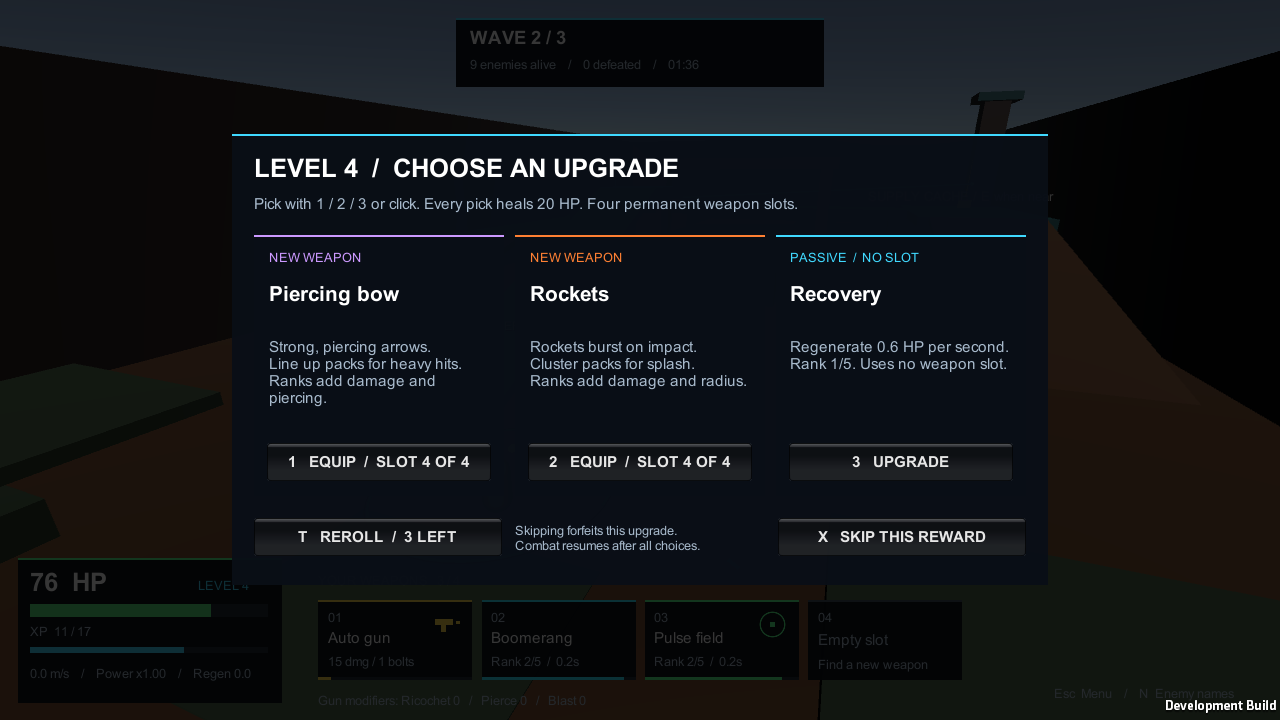 WAVE 2 / 3
9 enemies alive / 0 defeated / 01:36
LEVEL 4 / CHOOSE AN UPGRADE
Pick with 1 / 2 / 3 or click. Every pick heals 20 HP. Four permanent weapon slots.
NEW WEAPON
Piercing bow
Strong, piercing arrows.
Line up packs for heavy hits.
Ranks add damage and
piercing.
1 EQUIP / SLOT 4 OF 4
NEW WEAPON
Rockets
Rockets burst on impact.
Cluster packs for splash.
Ranks add damage and radius.
2 EQUIP / SLOT 4 OF 4
PASSIVE / NO SLOT
Recovery
Regenerate 0.6 HP per second.
Rank 1/5. Uses no weapon slot.
3 UPGRADE
T REROLL / 3 LEFT
Skipping forfeits this upgrade.
Combat resumes after all choices.
X SKIP THIS REWARD
76 HP
LEVEL 4
XP 11 / 17
0.0 m/s / Power x1.00 / Regen 0.0
01
Auto gun
15 dmg / 1 bolts
02
Boomerang
Rank 2/5 / 0.2s
03
Pulse field
Rank 2/5 / 0.2s
04
Empty slot
Find a new weapon
Gun modifiers: Ricochet 0 / Pierce 0 / Blast 0
Esc Menu / N Enemy names
Development Build